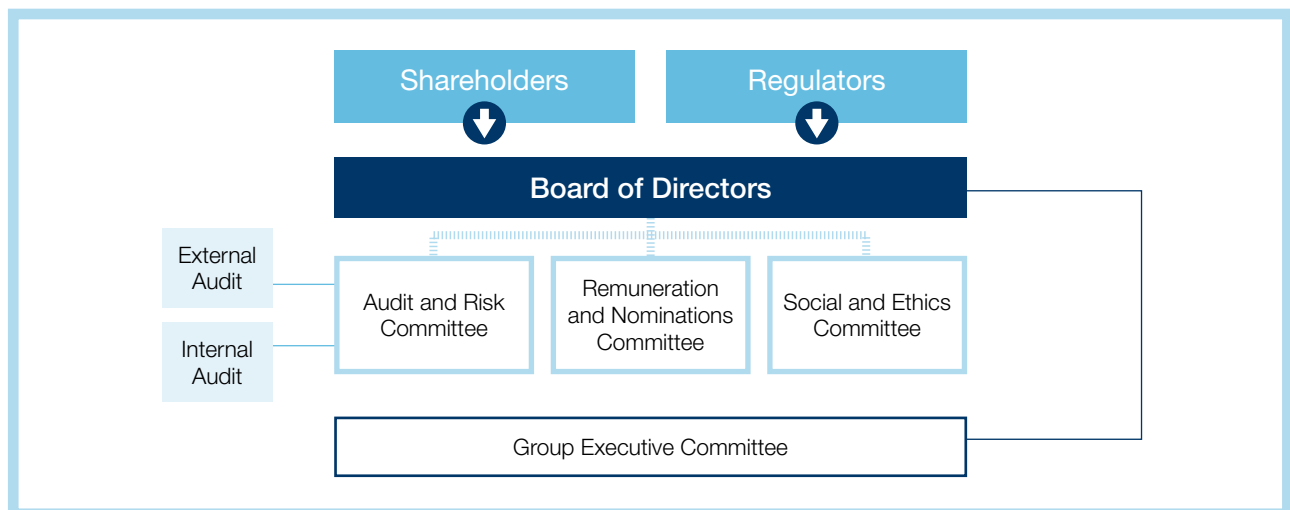 Shareholders
Regulators
Board of Directors
External
Audit
Internal
Audit
Audit and Risk
Committee
Remuneration
and Nominations
Committee
Social and Ethics
Committee
Group Executive Committee